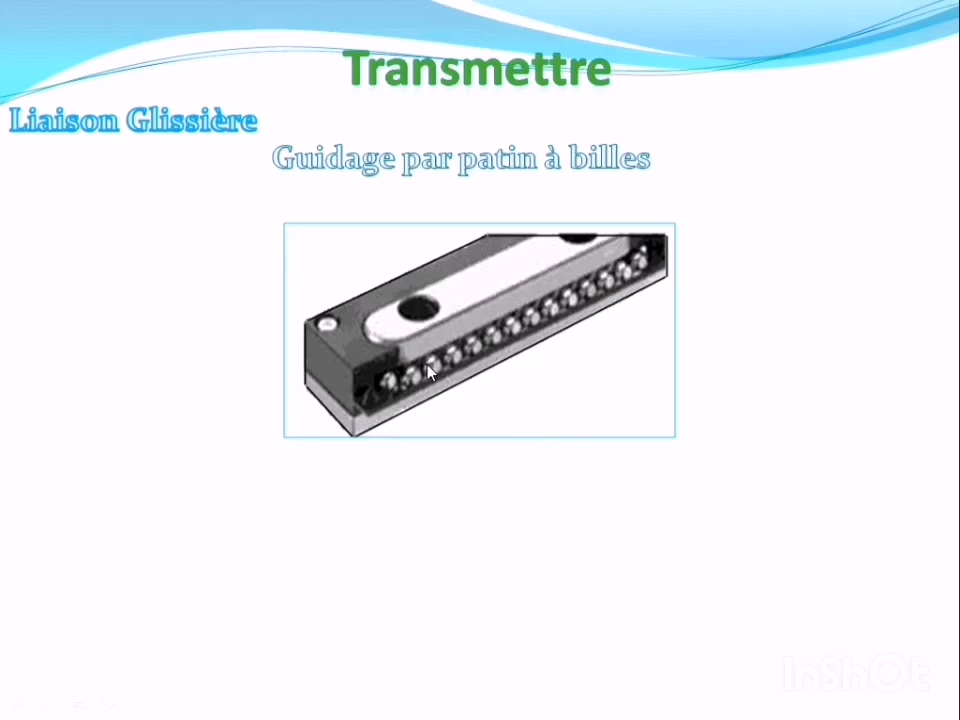 Transmettre
Liaison Glissière
Guidage par patin à billes
InShOt